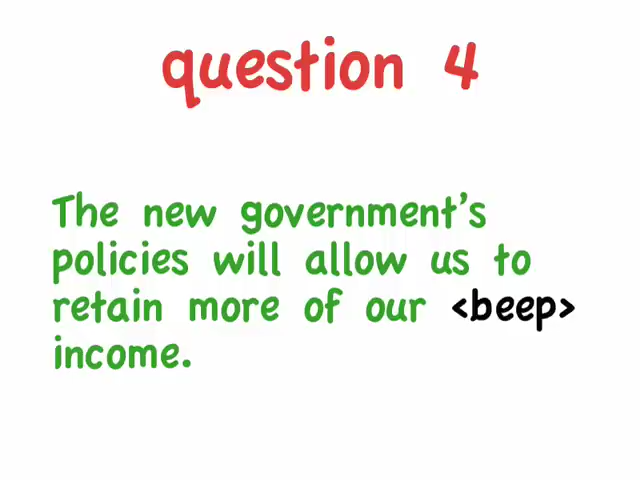 question 4
The new government's
policies will allow us to
retain more of our <beep>
income.